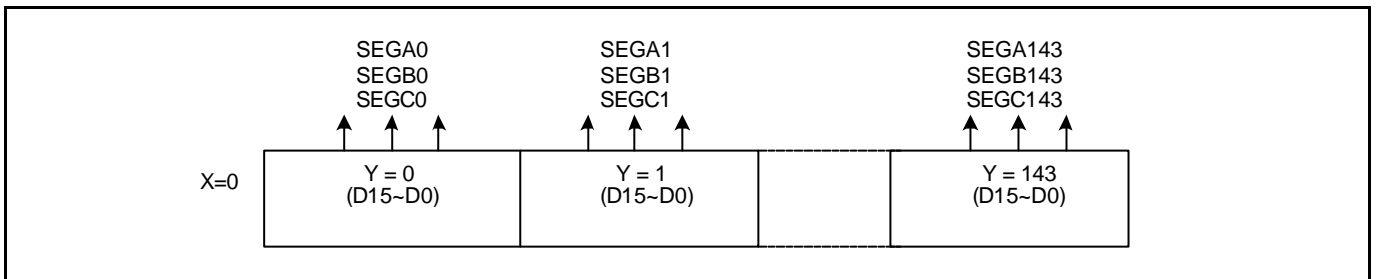 SEGA0 SEGA1 SEGA143
SEGB0 SEGB1 SEGB143
SEGC0 SEGC1 SEGC143
X=0 Y = 0 Y = 1 Y = 143
(D15~D0) (D15~D0) (D15~D0)